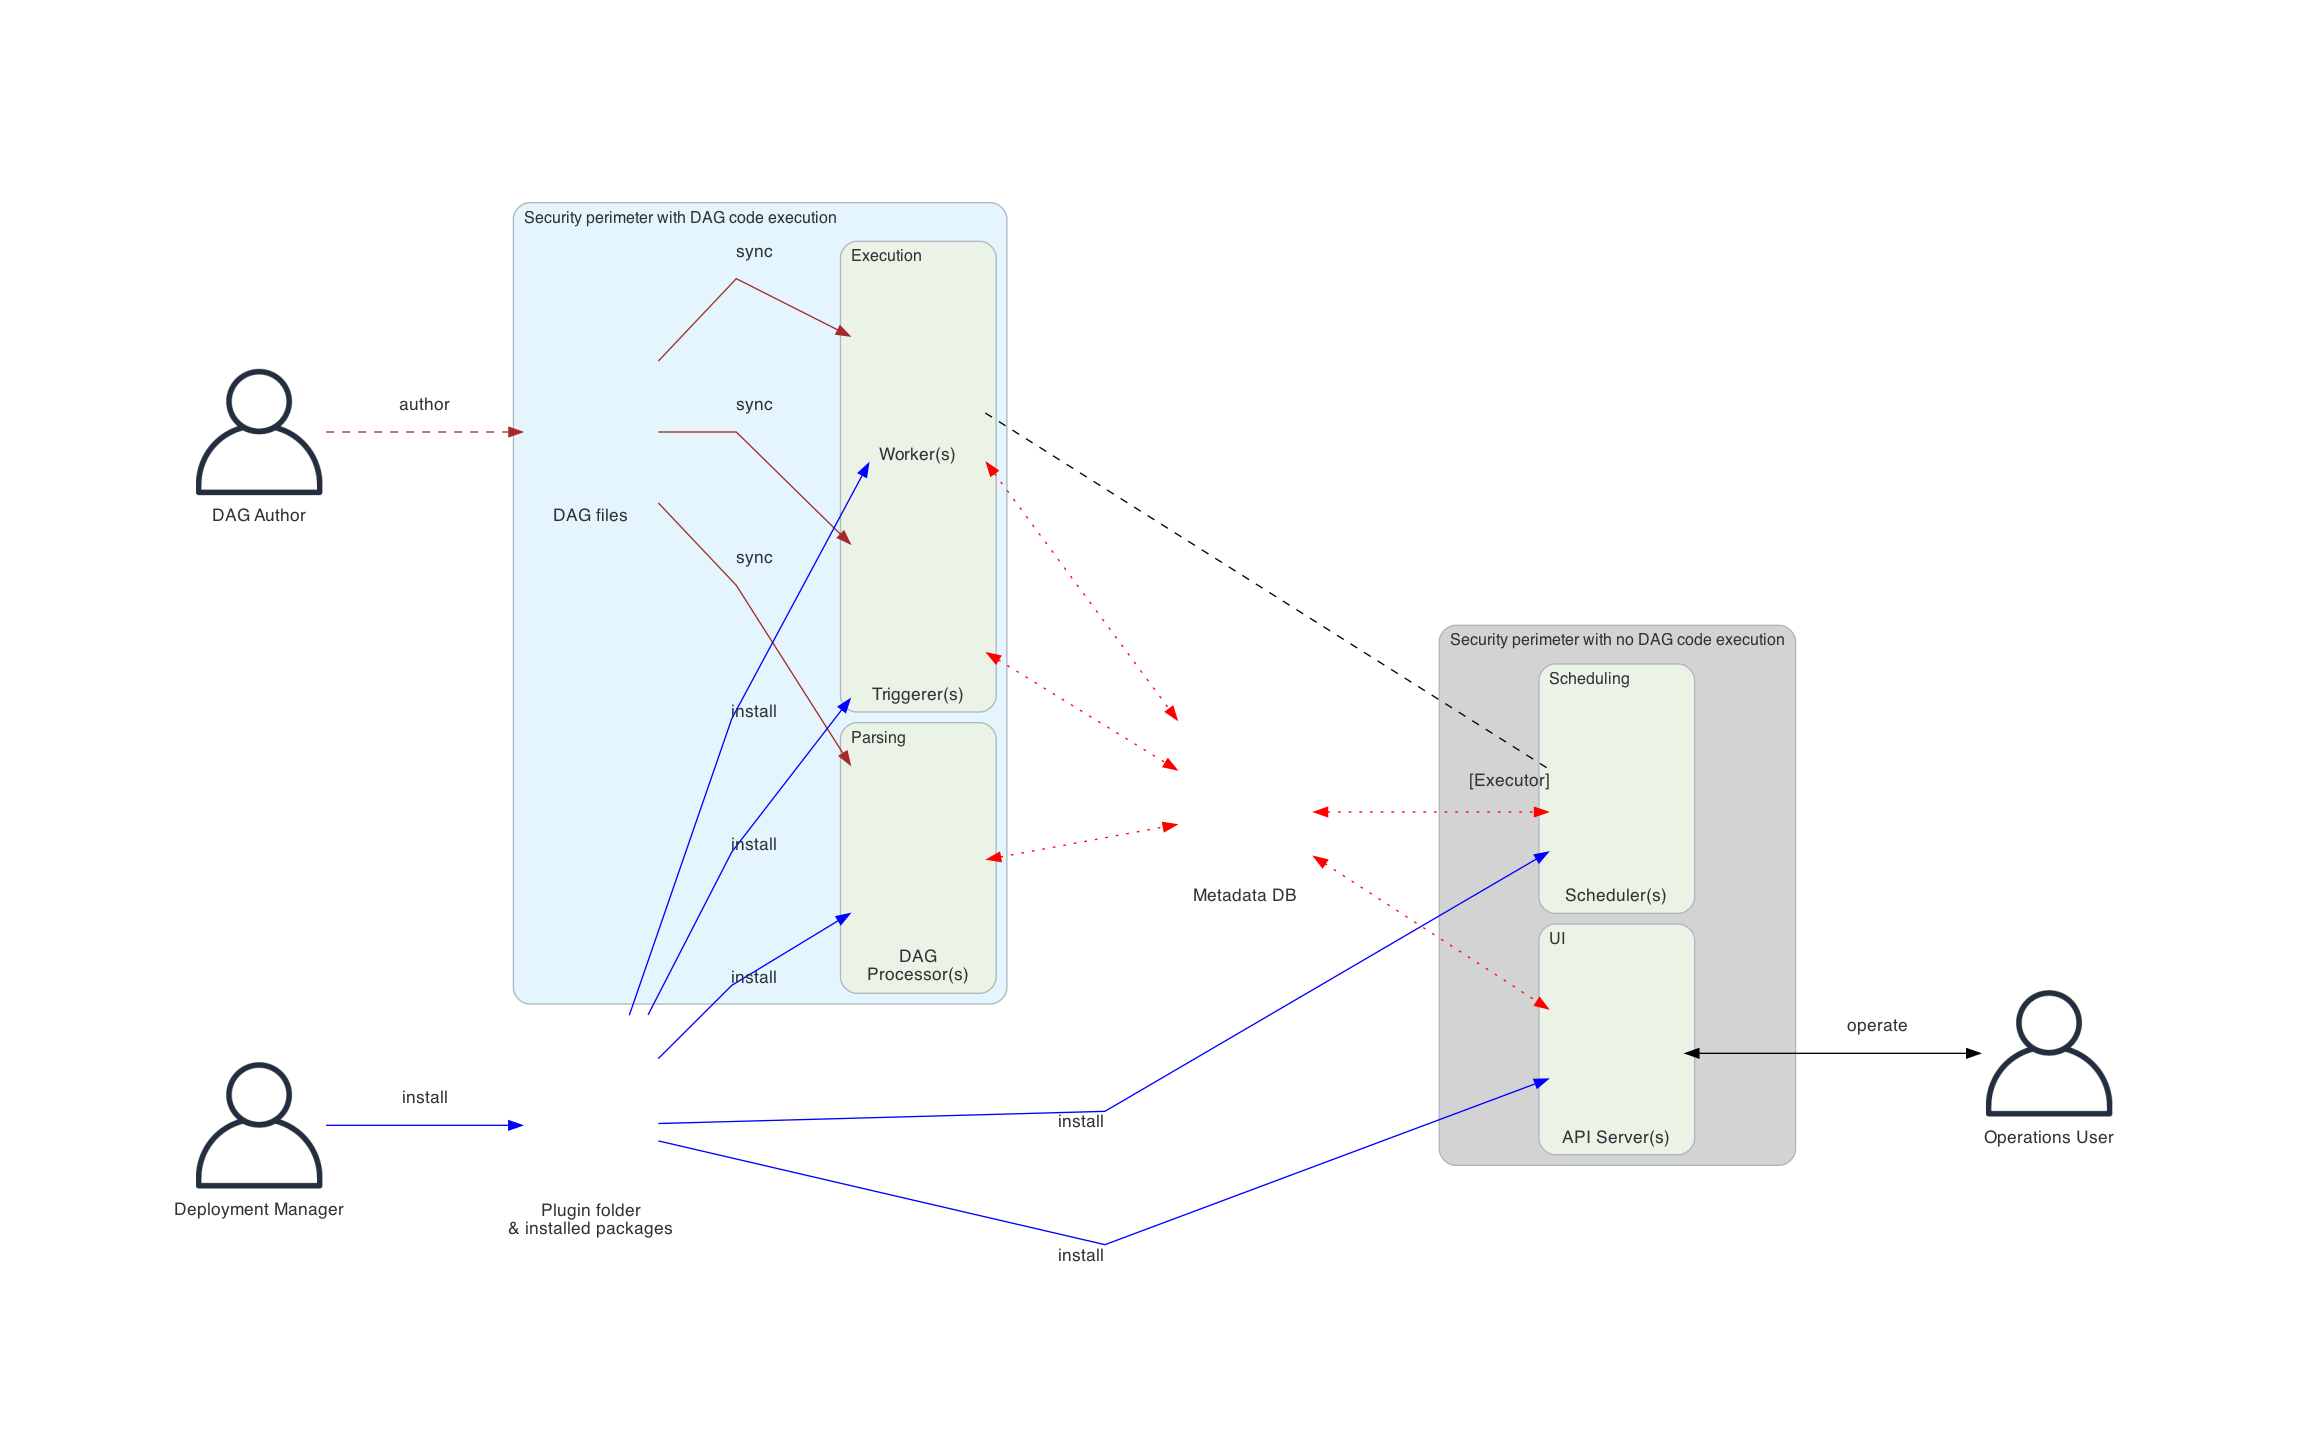 Security perimeter with DAG code execution
sync
Execution
author
sync
Worker(s)
DAG Author
DAG files
sync
Security perimeter with no DAG code execution
Scheduling
Triggerer(s)
install
Parsing
[Executor]
install
Metadata DB
Scheduler(s)
UI
DAG
Processor(s)
install
operate
install
install
API Server(s)
Operations User
Deployment Manager
Plugin folder
& installed packages
install